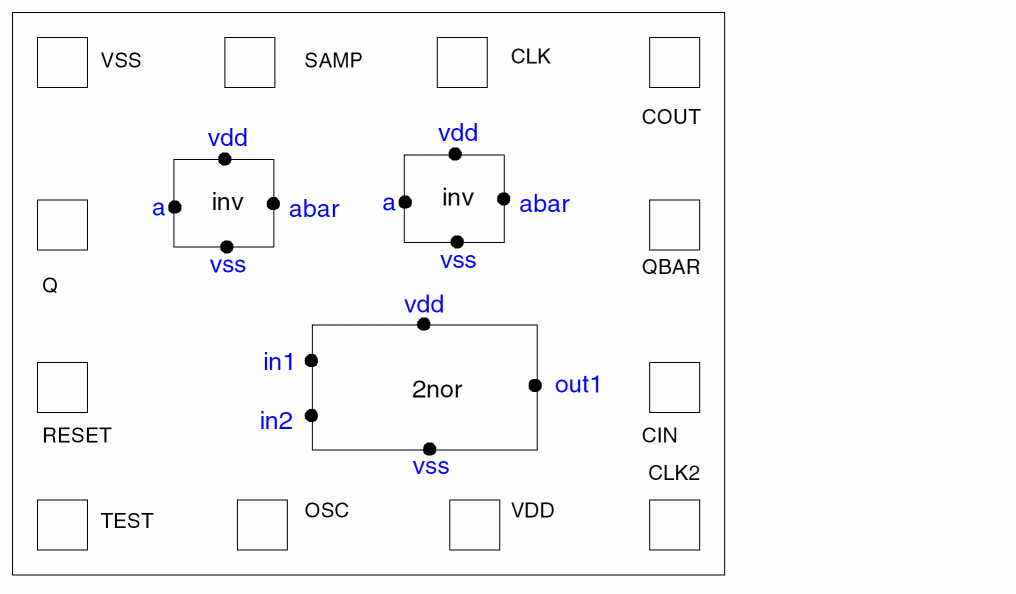 VSS
SAMP
CLK
COUT
vdd
vdd
a
inv
abar
a
inv
abar
vss
vss
Q
QBAR
vdd
in1
2nor
out1
in2
vss
RESET
CIN
CLK2
TEST
OSC
VDD